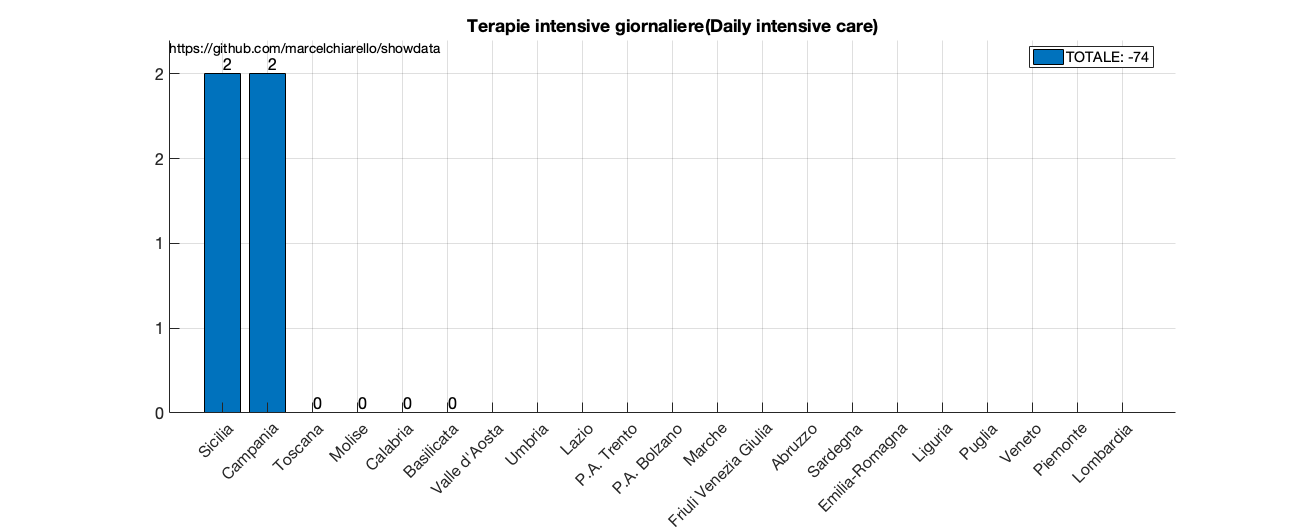 Terapie intensive giornaliere(Daily intensive care)
https://github.com/marcelchiarello/showdata
TOTALE: -74
2
2
1
1
0
2
2
0
0
0
0
Sicilia
Campania
Toscana
Molise
Calabria
Basilicata
Valle d'Aosta
Umbria
Lazio
P.A. Trento
P.A. Bolzano
Marche
Friuli Venezia Giulia
Abruzzo
Sardegna
Emilia-Romagna
Liguria
Puglia
Veneto
Piemonte
Lombardia